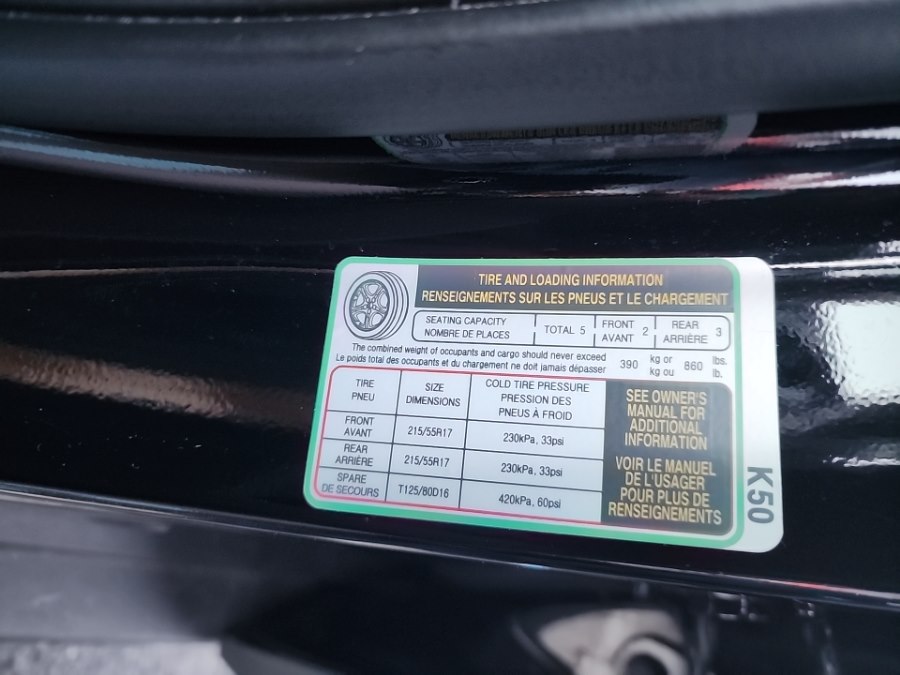 TIRE AND LOADING INFORMATION
RENSEIGNEMENTS SUR LES PNEUS ET LE CHARGEMENT
SEATING CAPACITY
NOMBRE DE PLACES
TOTAL 5
FRONT
AVANT 2
REAR
ARRIÈRE 3
The combined weight of occupants and cargo should never exceed
Le poids total des occupants et du chargement ne doit jamais dépasser
390
kg or
kg ou
860
lbs.
lb.
TIRE
PNEU
SIZE
DIMENSIONS
COLD TIRE PRESSURE
PRESSION DES
PNEUS À FROID
FRONT
AVANT
215/55R17
230kPa, 33psi
REAR
ARRIÈRE
215/55R17
230kPa, 33psi
SPARE
DE SECOURS
T125/80D16
420kPa, 60psi
SEE OWNER'S
MANUAL FOR
ADDITIONAL
INFORMATION
VOIR LE MANUEL
DE L'USAGER
POUR PLUS DE
RENSEIGNEMENTS
K50